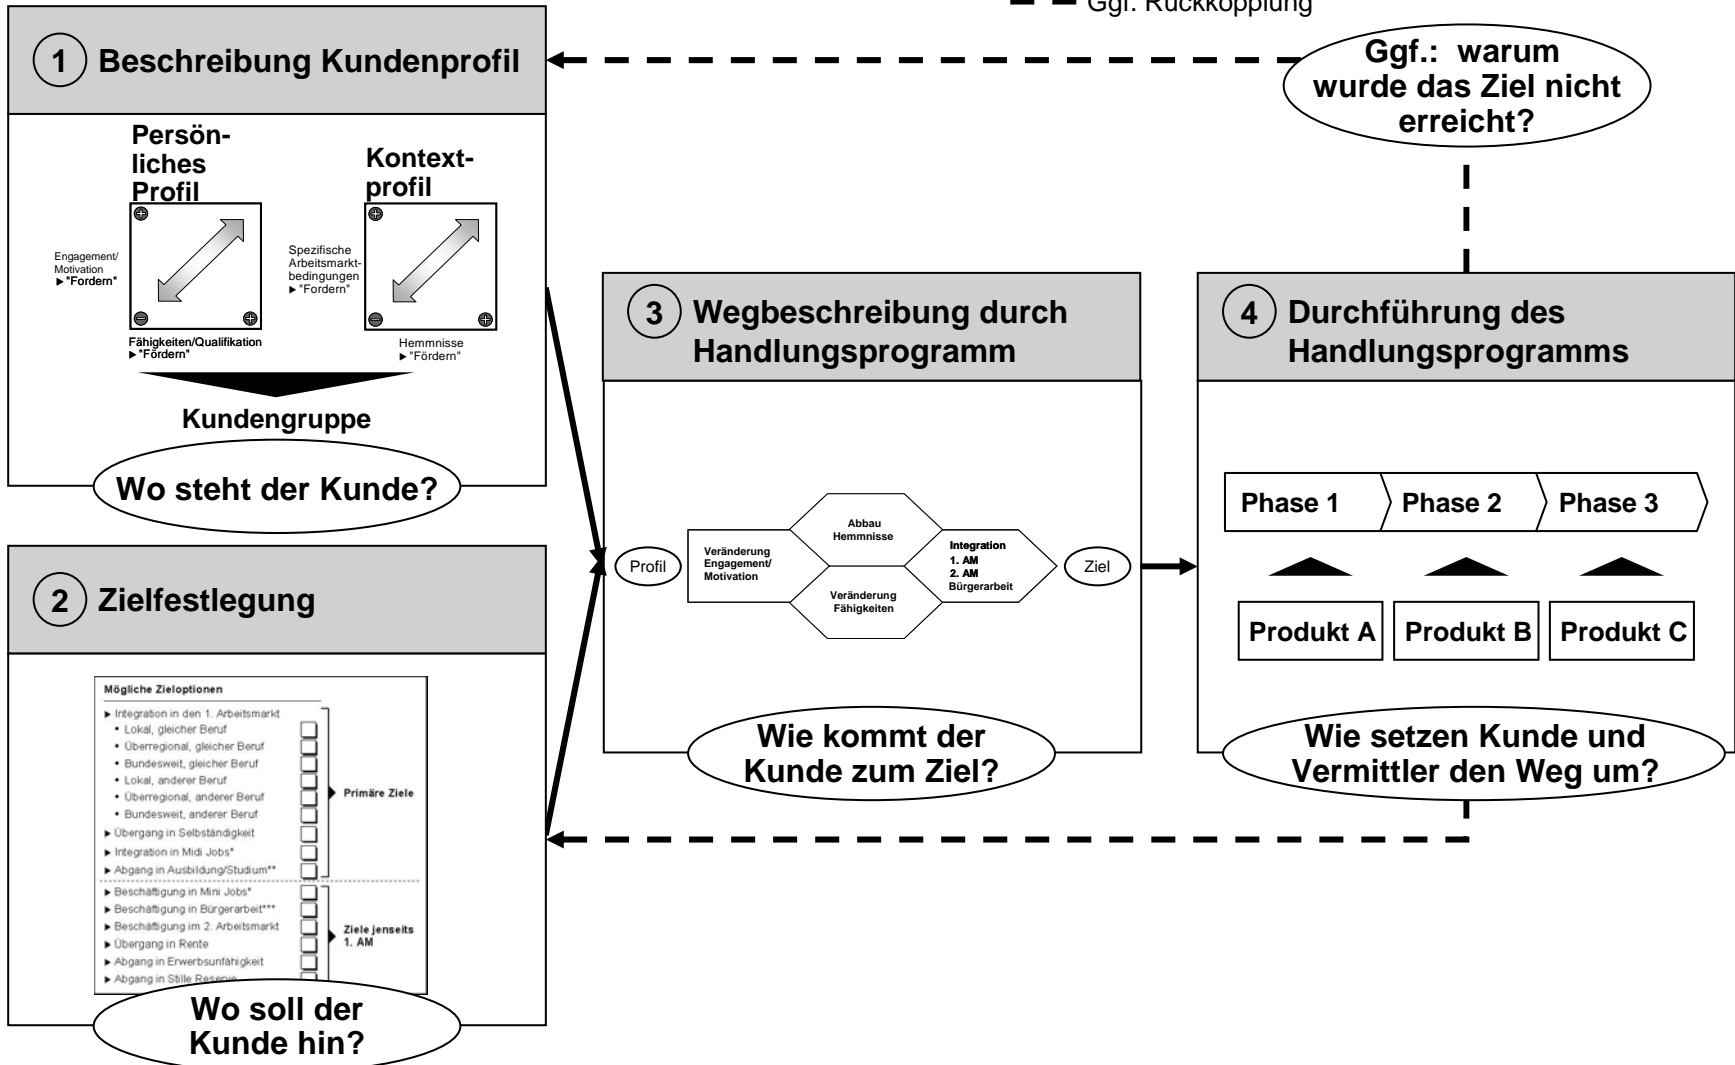 Ggf. Rückkopplung
1 Beschreibung Kundenprofil
Persön-
liches
Profil
Kontext-
profil
Engagement/
Motivation
▶ "Fordern"
Spezifische
Arbeitsmarkt-
bedingungen
▶ "Fordern"
Fähigkeiten/Qualifikation
▶ "Fördern"
Hemmnisse
▶ "Fördern"
Kundengruppe
Wo steht der Kunde?
2 Zielfestlegung
Mögliche Zieloptionen
▶ Integration in den 1. Arbeitsmarkt
• Lokal, gleicher Beruf
• Überregional, gleicher Beruf
• Bundesweit, gleicher Beruf
• Lokal, anderer Beruf
• Überregional, anderer Beruf
• Bundesweit, anderer Beruf
▶ Übergang in Selbständigkeit
▶ Integration in Midi Jobs*
▶ Abgang in Ausbildung/Studium**
Primäre Ziele
▶ Beschäftigung in Mini Jobs*
▶ Beschäftigung in Bürgerarbeit***
▶ Beschäftigung im 2. Arbeitsmarkt
▶ Übergang in Rente
▶ Abgang in Erwerbsunfähigkeit
▶ Abgang in Stille Reserve
Ziele jenseits
1. AM
Wo soll der
Kunde hin?
3 Wegbeschreibung durch
Handlungsprogramm
Profil
Veränderung
Engagement/
Motivation
Abbau
Hemmnisse
Veränderung
Fähigkeiten
Integration
1. AM
2. AM
Bürgerarbeit
Ziel
Wie kommt der
Kunde zum Ziel?
Ggf.: warum
wurde das Ziel nicht
erreicht?
4 Durchführung des
Handlungsprogramms
Phase 1
Phase 2
Phase 3
Produkt A
Produkt B
Produkt C
Wie setzen Kunde und
Vermittler den Weg um?